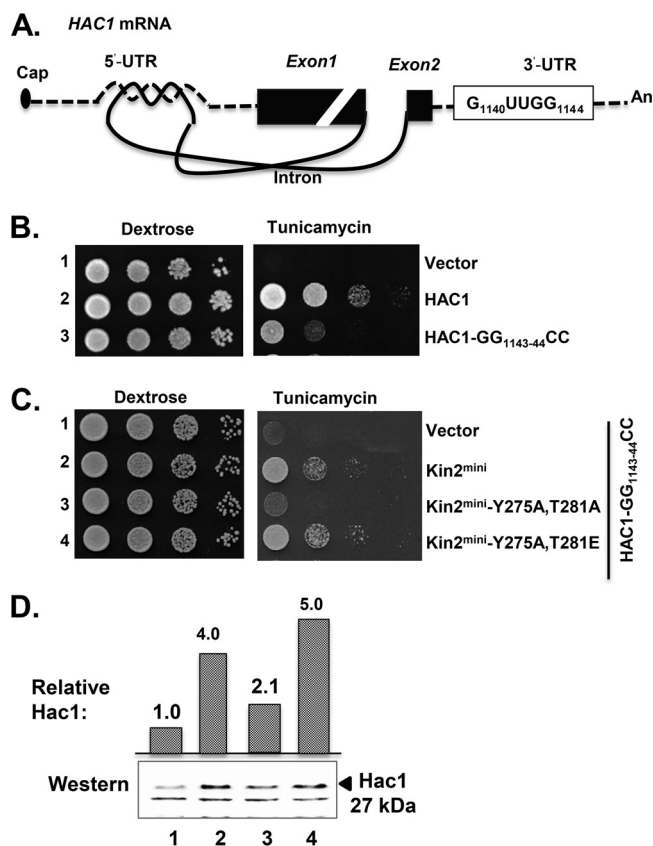 A.
HAC1 mRNA
Cap
5'-UTR
Exon1
Exon2
3'-UTR
G1140UUGG1144
An
Intron
B.
Dextrose
Tunicamycin
1
Vector
2
HAC1
3
HAC1-GG1143-44CC
C.
Dextrose
Tunicamycin
1
Vector
2
Kin2mini
3
Kin2mini-Y275A,T281A
4
Kin2mini-Y275A,T281E
HAC1-GG1143-44CC
D.
Relative
Hac1:
1.0
4.0
2.1
5.0
Western
Hac1
27 kDa
1 2 3 4